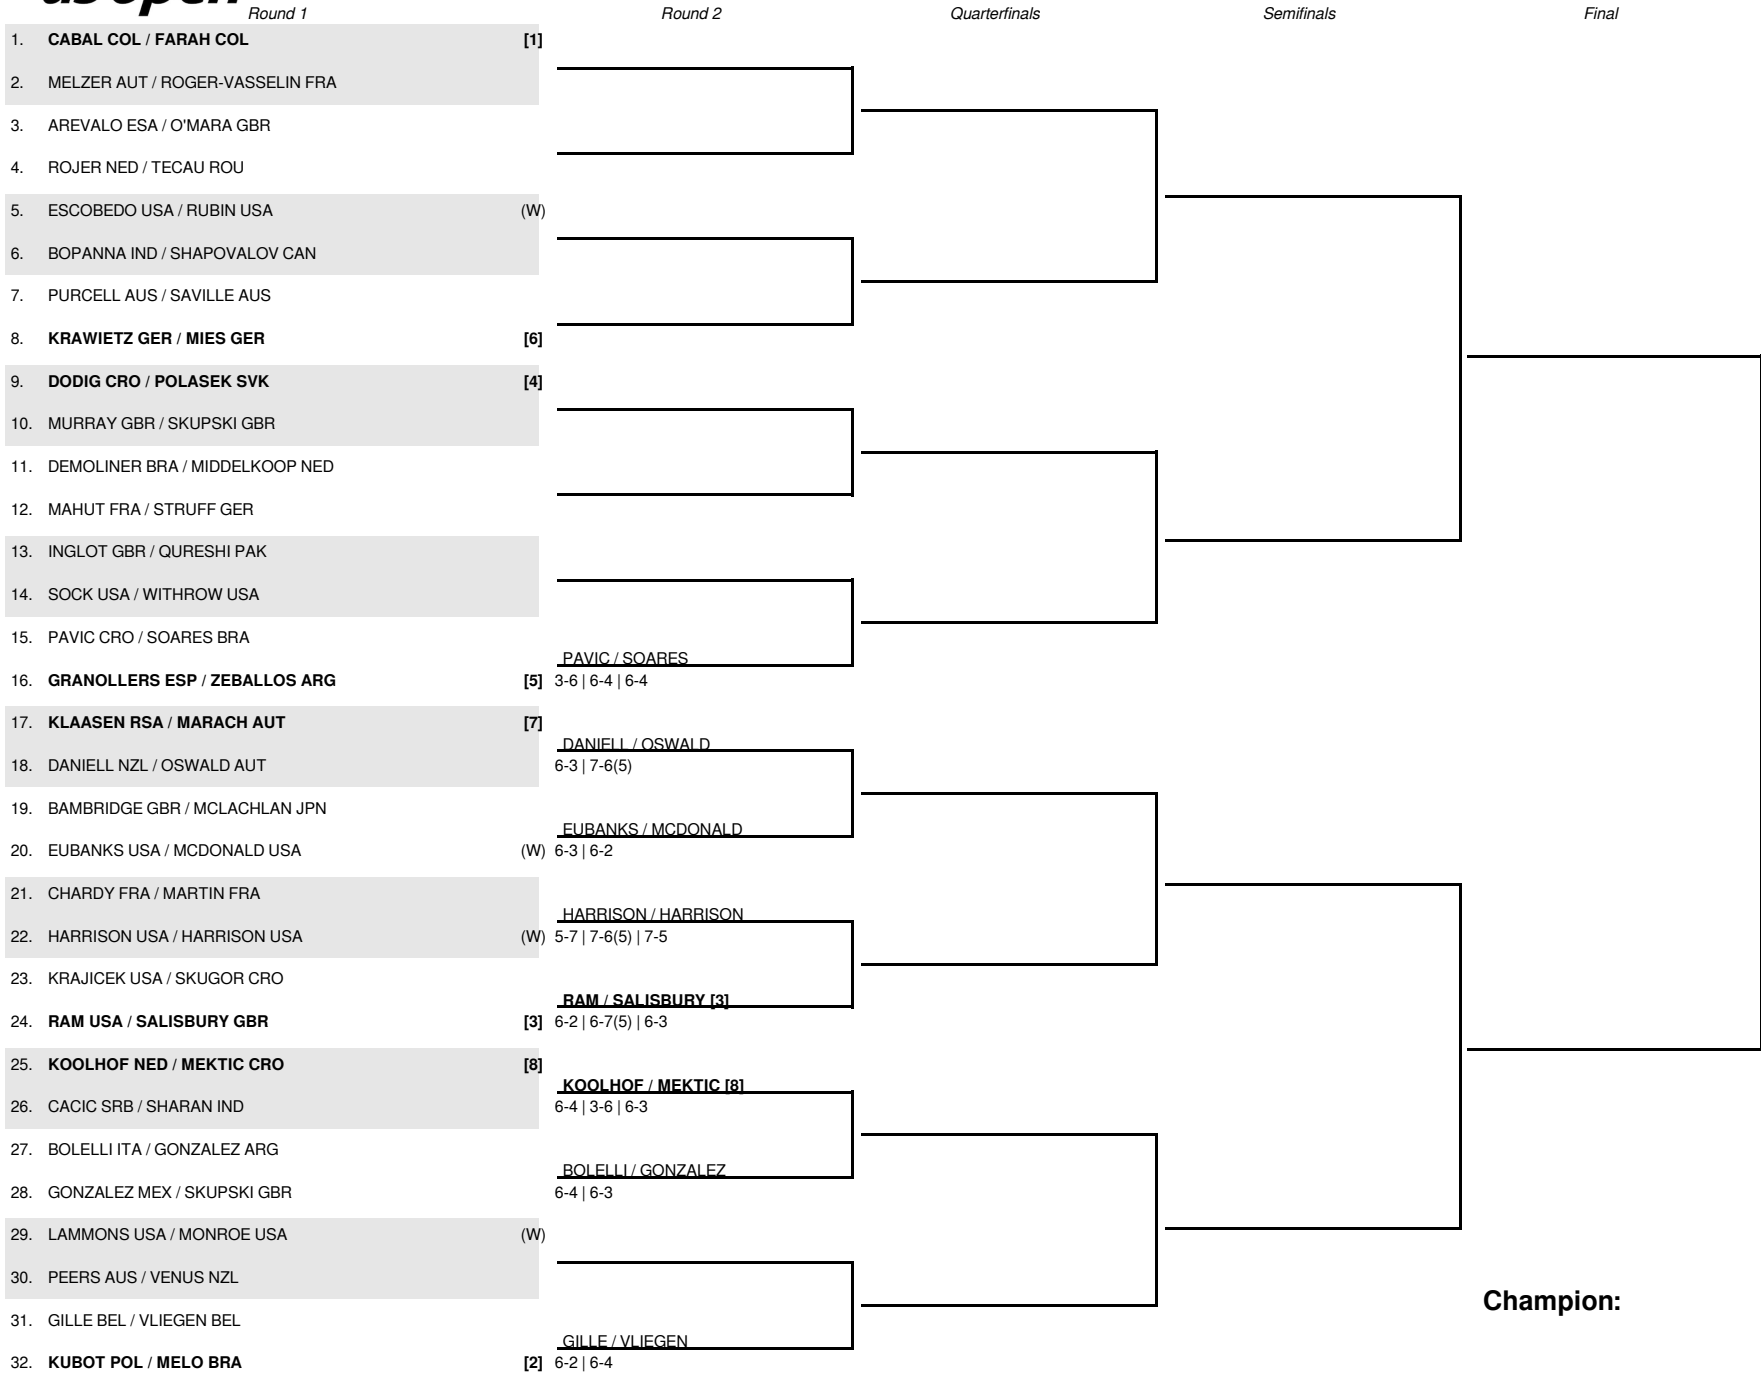 us open
Round 1 Round 2 Quarterfinals Semifinals Final
1. CABAL COL / FARAH COL [1]
2. MELZER AUT / ROGER-VASSELIN FRA
3. AREVALO ESA / O'MARA GBR
4. ROJER NED / TECAU ROU
5. ESCOBEDO USA / RUBIN USA (W)
6. BOPANNA IND / SHAPOVALOV CAN
7. PURCELL AUS / SAVILLE AUS
8. KRAWIETZ GER / MIES GER [6]
9. DODIG CRO / POLASEK SVK [4]
10. MURRAY GBR / SKUPSKI GBR
11. DEMOLINER BRA / MIDDELKOOP NED
12. MAHUT FRA / STRUFF GER
13. INGLOT GBR / QURESHI PAK
14. SOCK USA / WITHROW USA
15. PAVIC CRO / SOARES BRA
PAVIC / SOARES
16. GRANOLLERS ESP / ZEBALLOS ARG [5] 3-6 | 6-4 | 6-4
17. KLAASEN RSA / MARACH AUT [7]
DANIELL / OSWALD
18. DANIELL NZL / OSWALD AUT 6-3 | 7-6(5)
19. BAMBRIDGE GBR / MCLACHLAN JPN
EUBANKS / MCDONALD
20. EUBANKS USA / MCDONALD USA (W) 6-3 | 6-2
21. CHARDY FRA / MARTIN FRA
HARRISON / HARRISON
22. HARRISON USA / HARRISON USA (W) 5-7 | 7-6(5) | 7-5
23. KRAJICEK USA / SKUGOR CRO
RAM / SALISBURY [3]
24. RAM USA / SALISBURY GBR [3] 6-2 | 6-7(5) | 6-3
25. KOOLHOF NED / MEKTIC CRO [8]
KOOLHOF / MEKTIC [8]
26. CACIC SRB / SHARAN IND 6-4 | 3-6 | 6-3
27. BOLELLI ITA / GONZALEZ ARG
BOLELLI / GONZALEZ
28. GONZALEZ MEX / SKUPSKI GBR 6-4 | 6-3
29. LAMMONS USA / MONROE USA (W)
30. PEERS AUS / VENUS NZL
Champion:
31. GILLE BEL / VLIEGEN BEL
GILLE / VLIEGEN
32. KUBOT POL / MELO BRA [2] 6-2 | 6-4